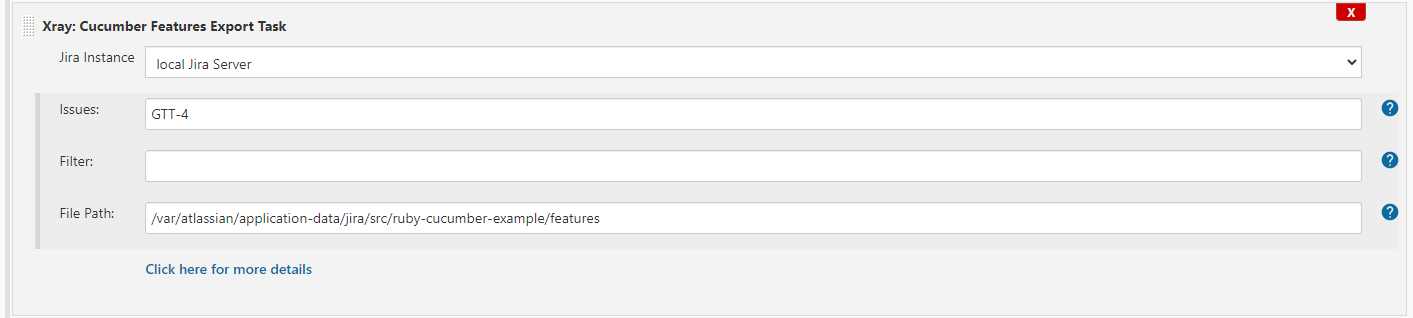 X
Xray: Cucumber Features Export Task
Jira Instance
local Jira Server
Issues:
GTT-4
?
Filter:
?
File Path:
/var/atlassian/application-data/jira/src/ruby-cucumber-example/features
?
Click here for more details